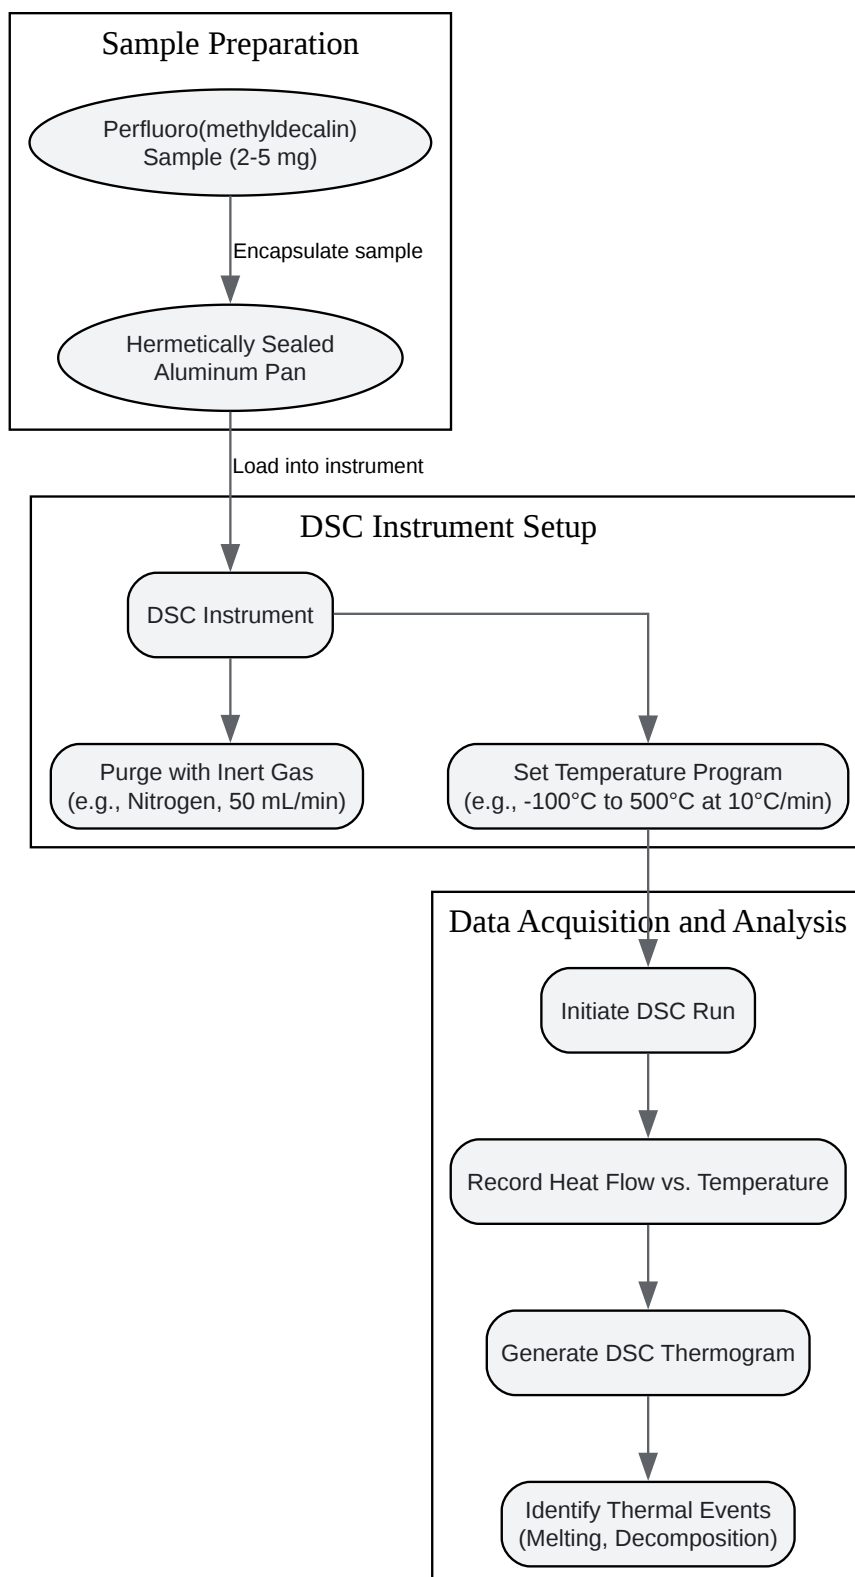 Sample Preparation
Perfluoro(methyldecalin)
Sample (2-5 mg)
Encapsulate sample
Hermetically Sealed
Aluminum Pan
Load into instrument
DSC Instrument Setup
DSC Instrument
Purge with Inert Gas
(e.g., Nitrogen, 50 mL/min)
Set Temperature Program
(e.g., -100°C to 500°C at 10°C/min)
Data Acquisition and Analysis
Initiate DSC Run
Record Heat Flow vs. Temperature
Generate DSC Thermogram
Identify Thermal Events
(Melting, Decomposition)